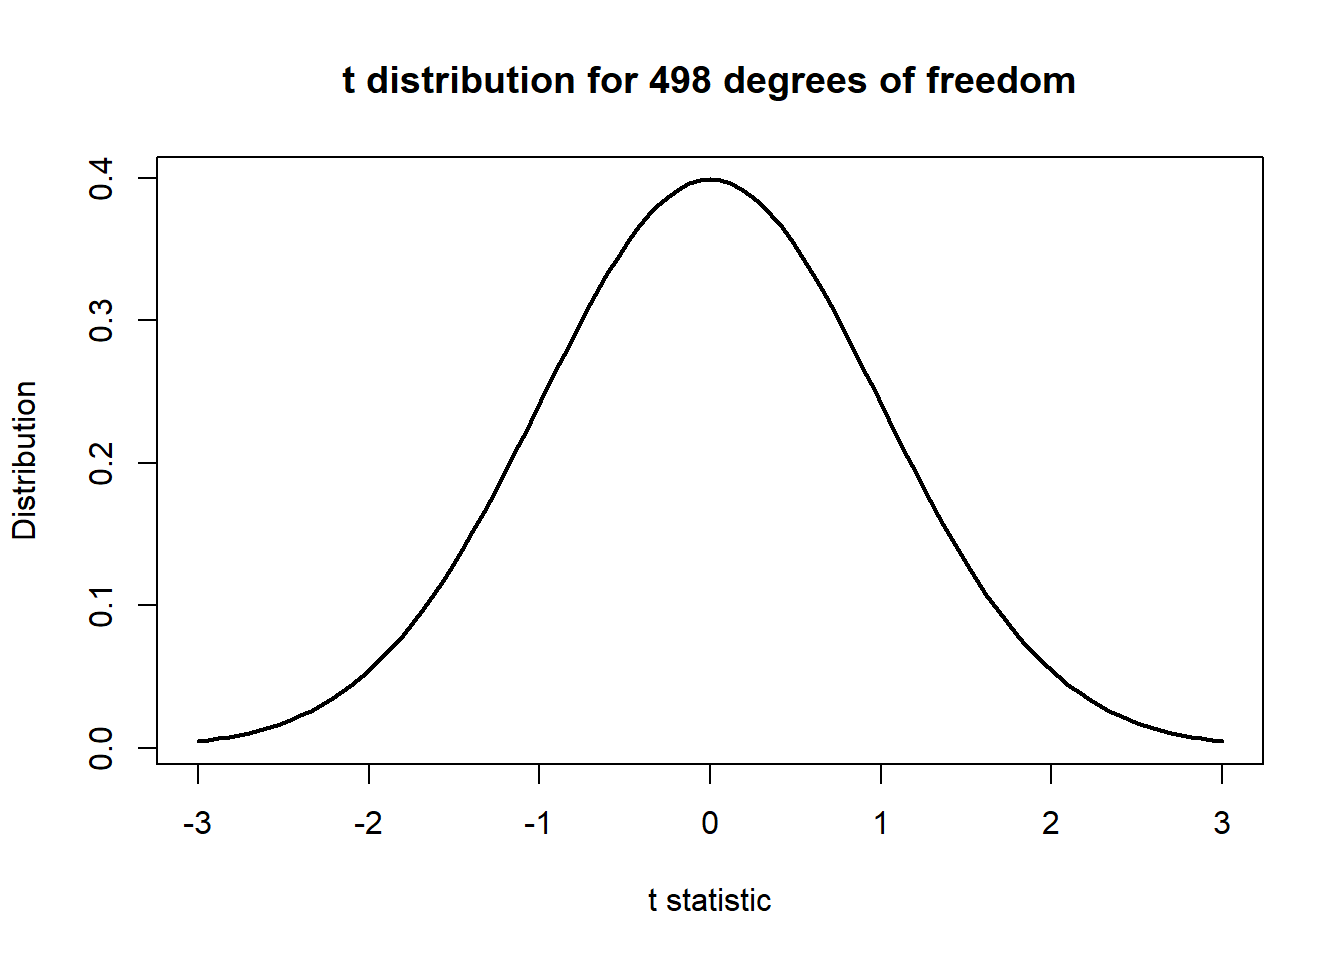 t distribution for 498 degrees of freedom
Distribution
0.4
0.3
0.2
0.1
0.0
-3 -2 -1 0 1 2 3
t statistic